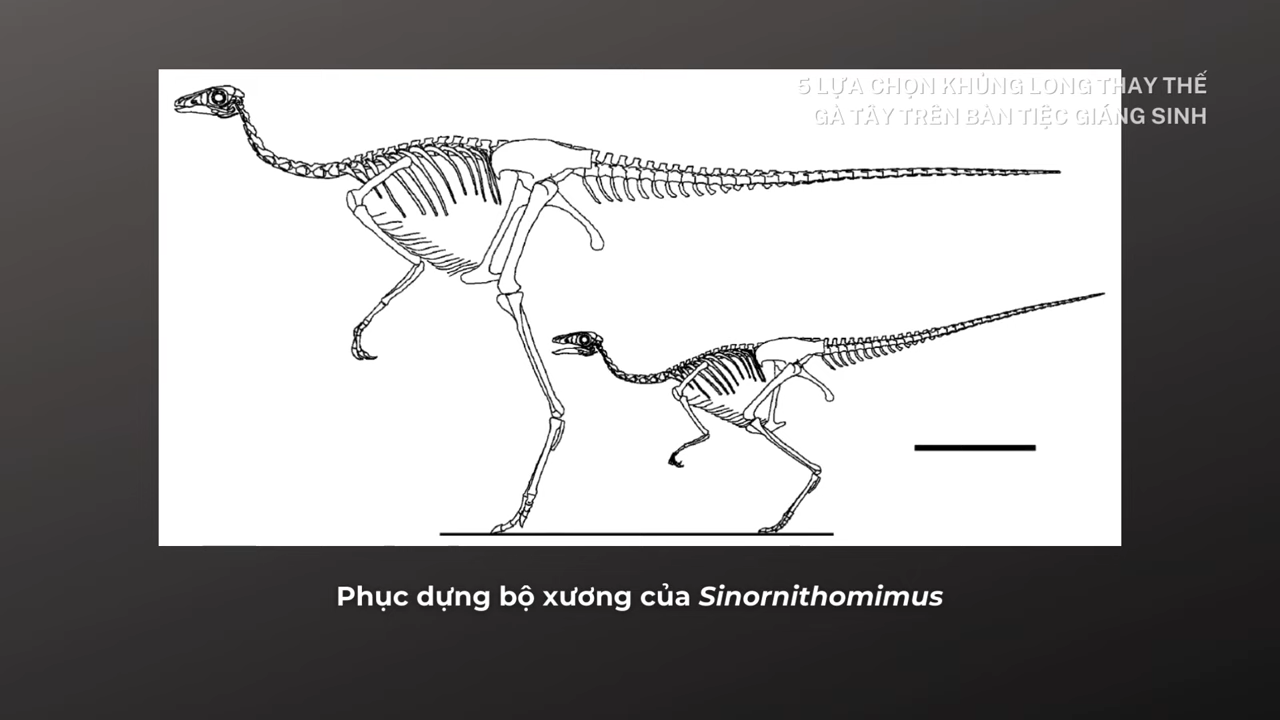 5 LỰA CHỌN KHỦNG LONG THAY THẾ
GÀ TÂY TRÊN BÀN TIỆC GIÁNG SINH
Phục dựng bộ xương của Sinornithomimus